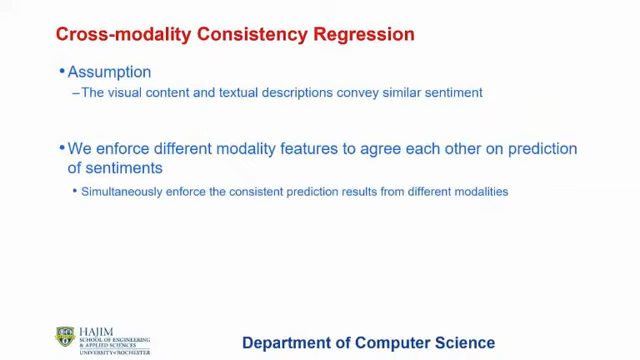 Cross-modality Consistency Regression
•Assumption
–The visual content and textual descriptions convey similar sentiment
•We enforce different modality features to agree each other on prediction
of sentiments
• Simultaneously enforce the consistent prediction results from different modalities
HAJIM
SCHOOL OF ENGINEERING
& APPLIED SCIENCES
UNIVERSITY of ROCHESTER
Department of Computer Science